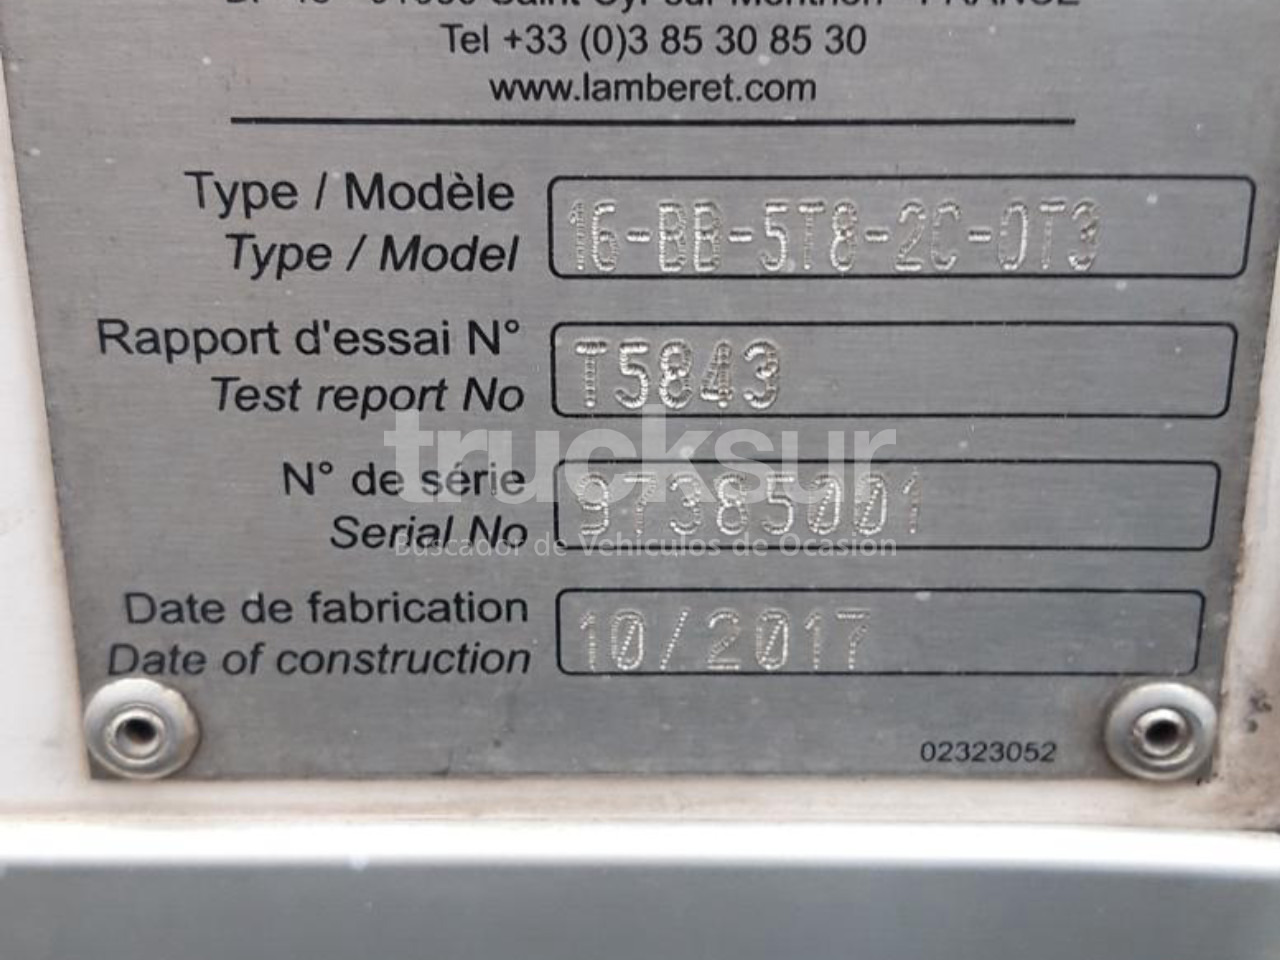 Tel +33 (0)3 85 30 85 30
www.lamberet.com
Type / Modèle
Type / Model
16-BB-5T8-2C-0T3
Rapport d'essai N°
Test report No
T5843
trucksur
N° de série
Serial No
97385001
Buscador de Vehículos de Ocasión
Date de fabrication
Date of construction
10/2017
02323052